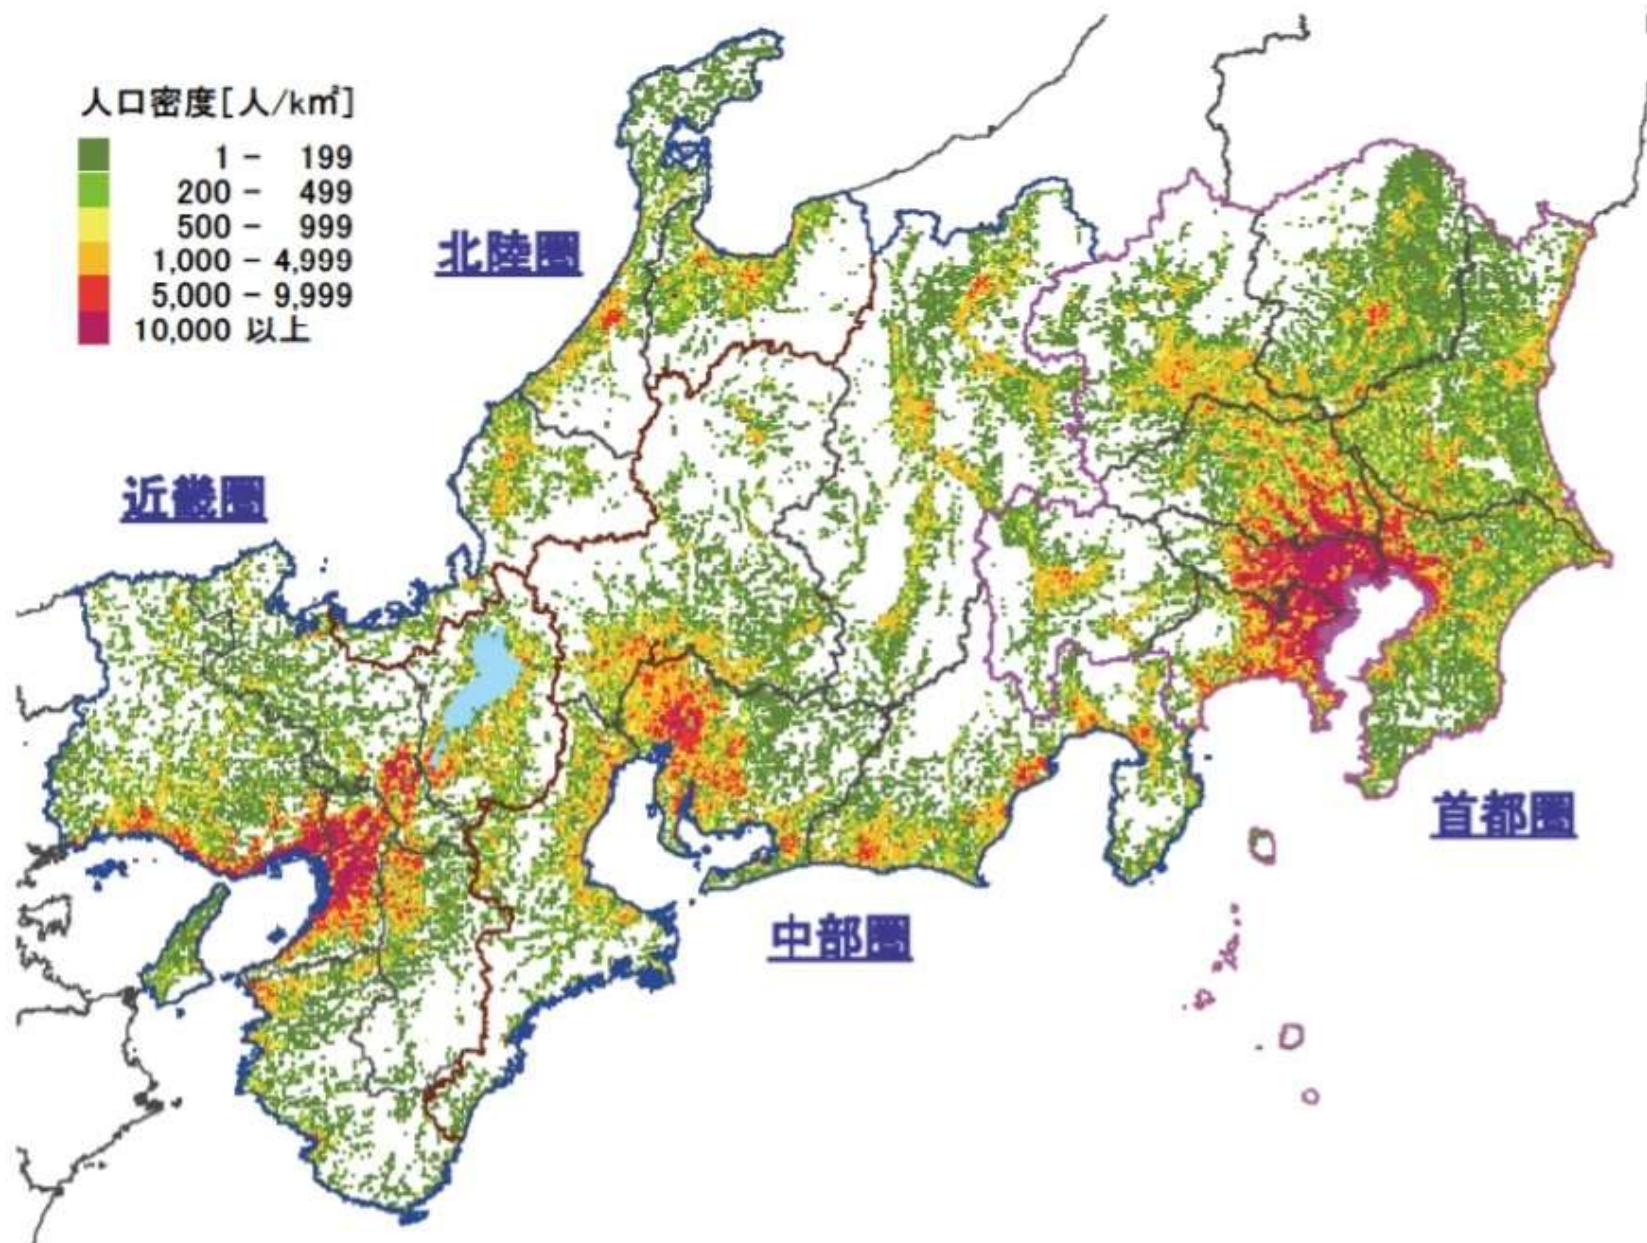 人口密度[人/k㎡]
1 - 199
200 - 499
500 - 999
1,000 - 4,999
5,000 - 9,999
10,000 以上
北陸圏
近畿圏
首都圏
中部圏